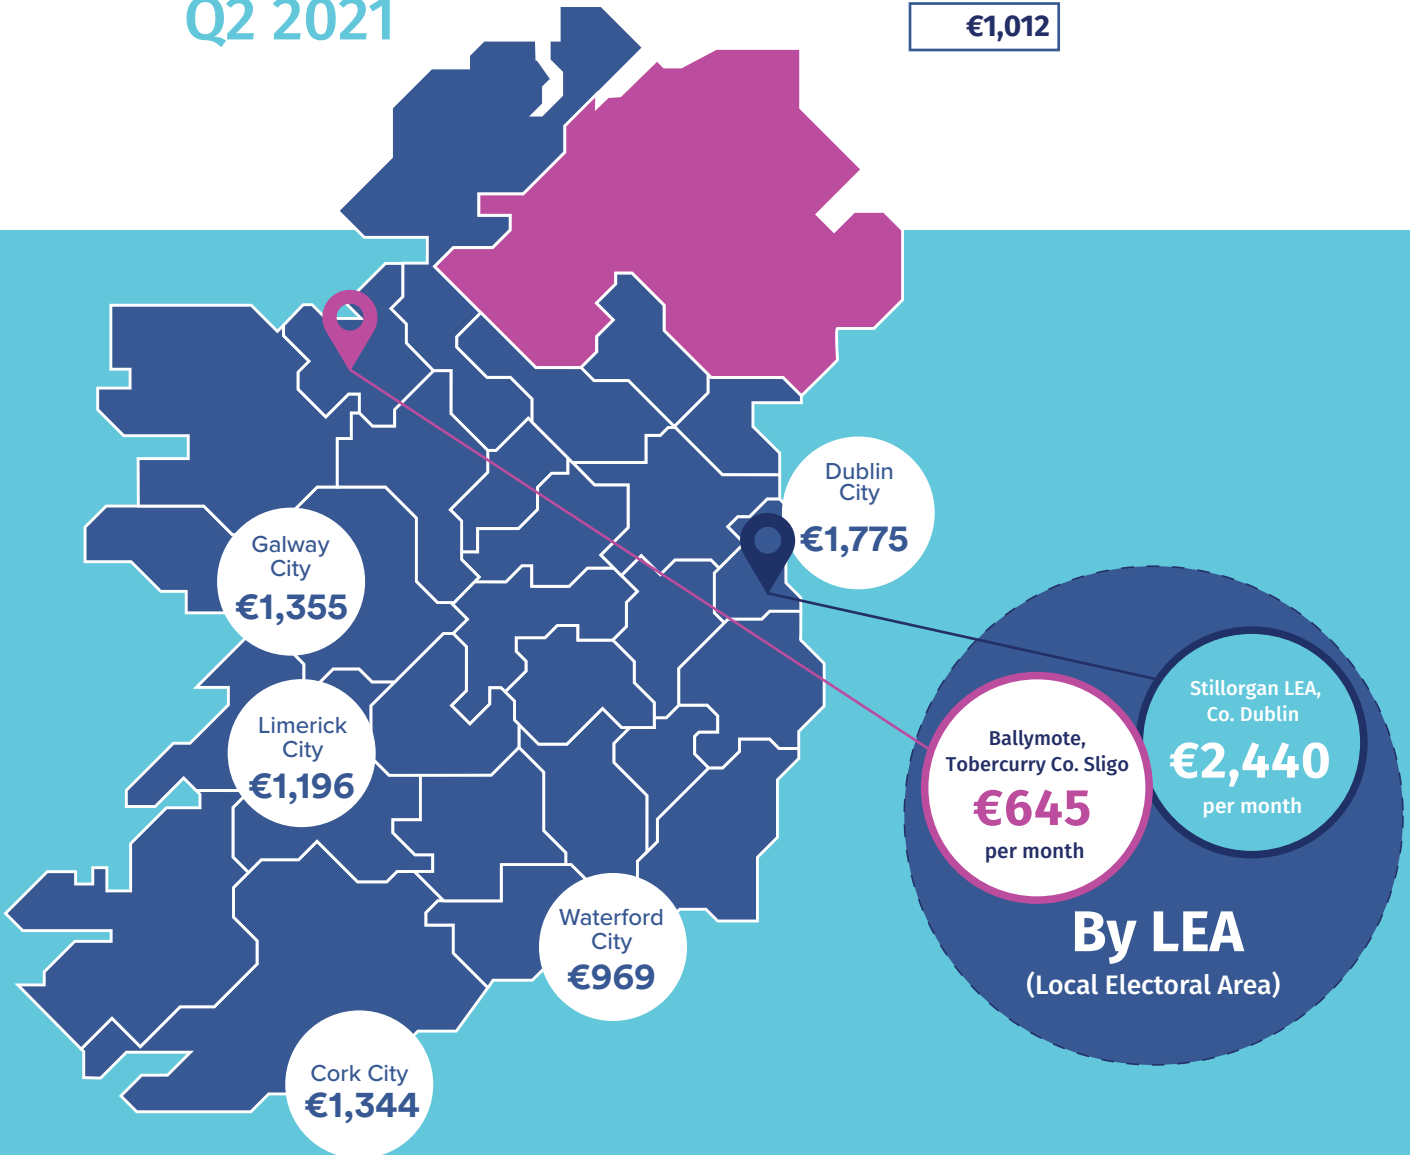 Q2 2021
€1,012
Dublin
City
€1,775
Galway
City
€1,355
Limerick
City
€1,196
Waterford
City
€969
Cork City
€1,344
Stillorgan LEA,
Co. Dublin
€2,440
per month
Ballymote,
Tobercurry Co. Sligo
€645
per month
By LEA
(Local Electoral Area)